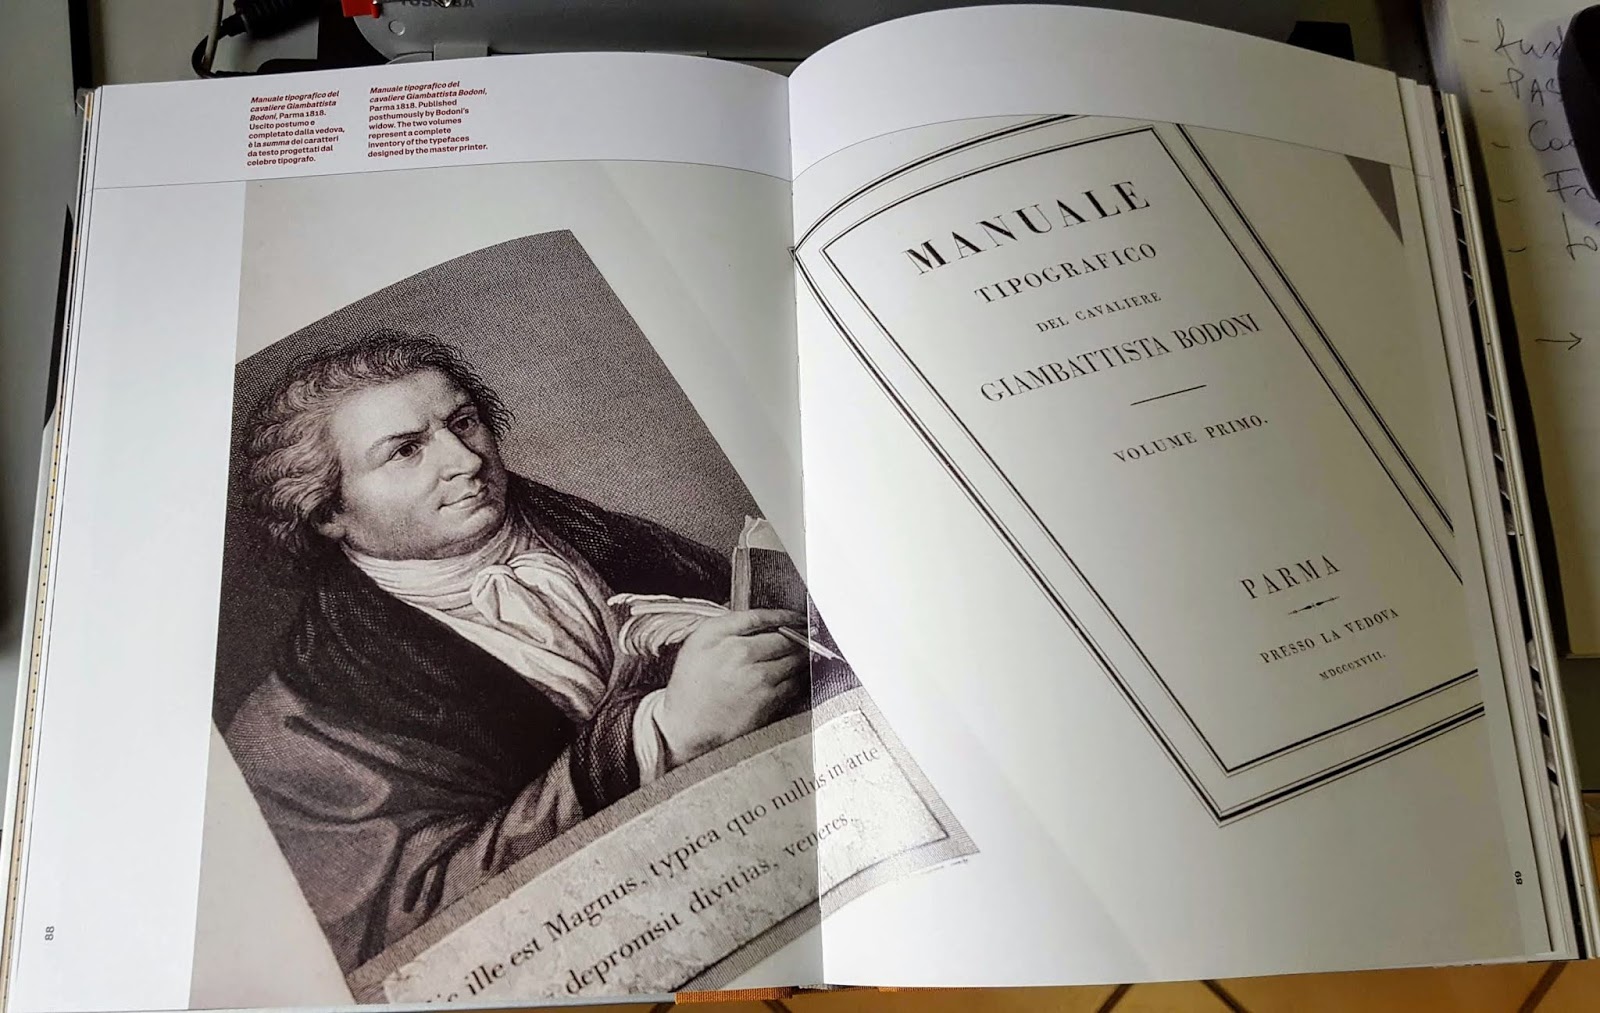 TOSHIBA
Manuale tipografico del
cavaliere Giambattista
Bodoni, Parma 1818.
Uscito postumo e
completato dalla vedova,
è la summa dei caratteri
da testo progettati dal
celebre tipografo.
Manuale tipografico del
cavaliere Giambattista Bodoni,
Parma 1818. Published
posthumously by Bodoni's
widow. The two volumes
represent a complete
inventory of the typefaces
designed by the master printer.
ille est Magnus, typica quo nullus in arte
depromsit divitias, veneres.
88
MANUALE
TIPOGRAFICO
DEL CAVALIERE
GIAMBATTISTA BODONI
VOLUME PRIMO.
PARMA
PRESSO LA VEDOVA
MDCCCXVIII.
89